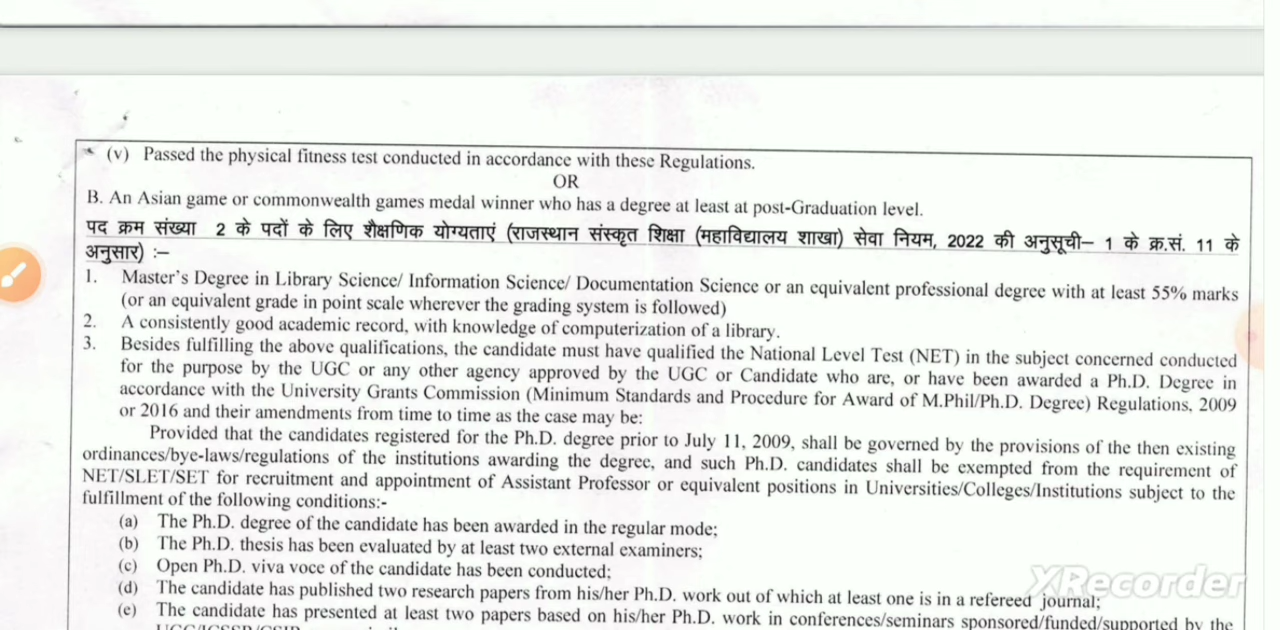 (v) Passed the physical fitness test conducted in accordance with these Regulations.
OR
B. An Asian game or commonwealth games medal winner who has a degree at least at post-Graduation level.
पद क्रम संख्या 2 के पदों के लिए शैक्षणिक योग्यताएं (राजस्थान संस्कृत शिक्षा (महाविद्यालय शाखा) सेवा नियम, 2022 की अनुसूची– 1 के क्र.सं. 11 के
अनुसार) :–
1. Master's Degree in Library Science/ Information Science/ Documentation Science or an equivalent professional degree with at least 55% marks
(or an equivalent grade in point scale wherever the grading system is followed)
2. A consistently good academic record, with knowledge of computerization of a library.
3. Besides fulfilling the above qualifications, the candidate must have qualified the National Level Test (NET) in the subject concerned conducted
for the purpose by the UGC or any other agency approved by the UGC or Candidate who are, or have been awarded a Ph.D. Degree in
accordance with the University Grants Commission (Minimum Standards and Procedure for Award of M.Phil/Ph.D. Degree) Regulations, 2009
or 2016 and their amendments from time to time as the case may be:
Provided that the candidates registered for the Ph.D. degree prior to July 11, 2009, shall be governed by the provisions of the then existing
ordinances/bye-laws/regulations of the institutions awarding the degree, and such Ph.D. candidates shall be exempted from the requirement of
NET/SLET/SET for recruitment and appointment of Assistant Professor or equivalent positions in Universities/Colleges/Institutions subject to the
fulfillment of the following conditions:-
(a) The Ph.D. degree of the candidate has been awarded in the regular mode;
(b) The Ph.D. thesis has been evaluated by at least two external examiners;
(c) Open Ph.D. viva voce of the candidate has been conducted;
(d) The candidate has published two research papers from his/her Ph.D. work out of which at least one is in a refereed journal;
(e) The candidate has presented at least two papers based on his/her Ph.D. work in conferences/seminars sponsored/funded/supported by the
XRecorder